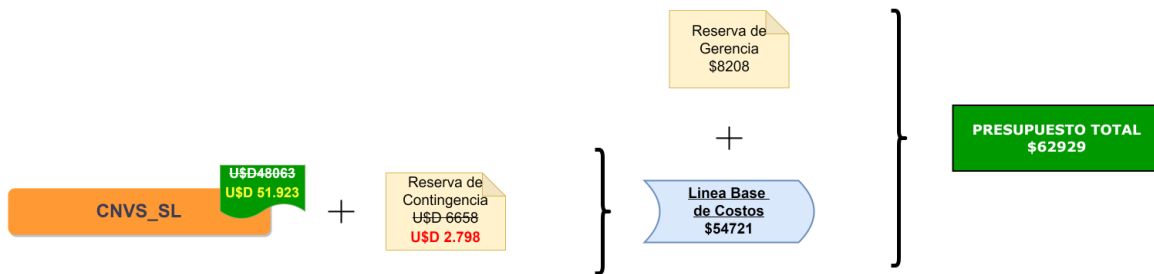 CNVS_SL
U$D48063
U$D 51.923
+
Reserva de
Contingencia
U$D 6658
U$D 2.798
Reserva de
Gerencia
$8208
+
Linea Base
de Costos
$54721
PRESUPUESTO TOTAL
$62929